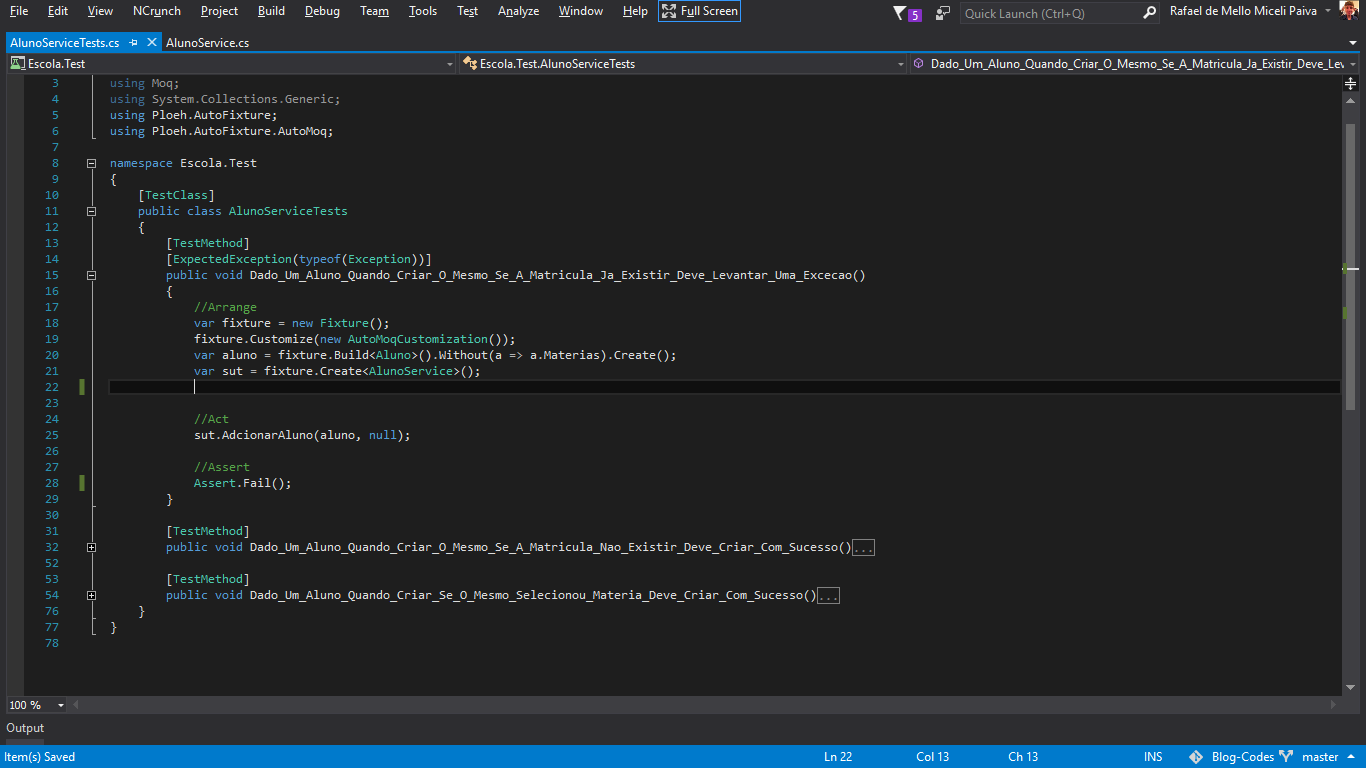 File Edit View NCrunch Project Build Debug Team Tools Test Analyze Window Help Full Screen 5 Quick Launch (Ctrl+Q) Rafael de Mello Miceli Paiva
AlunoServiceTests.cs AlunoService.cs
Escola.Test Escola.Test.AlunoServiceTests Dado_Um_Aluno_Quando_Criar_O_Mesmo_Se_A_Matricula_Ja_Existir_Deve_Lev
3 using Moq;
4 using System.Collections.Generic;
5 using Ploeh.AutoFixture;
6 using Ploeh.AutoFixture.AutoMoq;
7
8 namespace Escola.Test
9 {
10 [TestClass]
11 public class AlunoServiceTests
12 {
13 [TestMethod]
14 [ExpectedException(typeof(Exception))]
15 public void Dado_Um_Aluno_Quando_Criar_O_Mesmo_Se_A_Matricula_Ja_Existir_Deve_Levantar_Uma_Excecao()
16 {
17 //Arrange
18 var fixture = new Fixture();
19 fixture.Customize(new AutoMoqCustomization());
20 var aluno = fixture.Build<Aluno>().Without(a => a.Materias).Create();
21 var sut = fixture.Create<AlunoService>();
22
23
24 //Act
25 sut.AdcionarAluno(aluno, null);
26
27 //Assert
28 Assert.Fail();
29 }
30
31 [TestMethod]
32 public void Dado_Um_Aluno_Quando_Criar_O_Mesmo_Se_A_Matricula_Nao_Existir_Deve_Criar_Com_Sucesso()...
52
53 [TestMethod]
54 public void Dado_Um_Aluno_Quando_Criar_Se_O_Mesmo_Selecionou_Materia_Deve_Criar_Com_Sucesso()...
76 }
77 }
78
100 %
Output
Item(s) Saved Ln 22 Col 13 Ch 13 INS Blog-Codes master